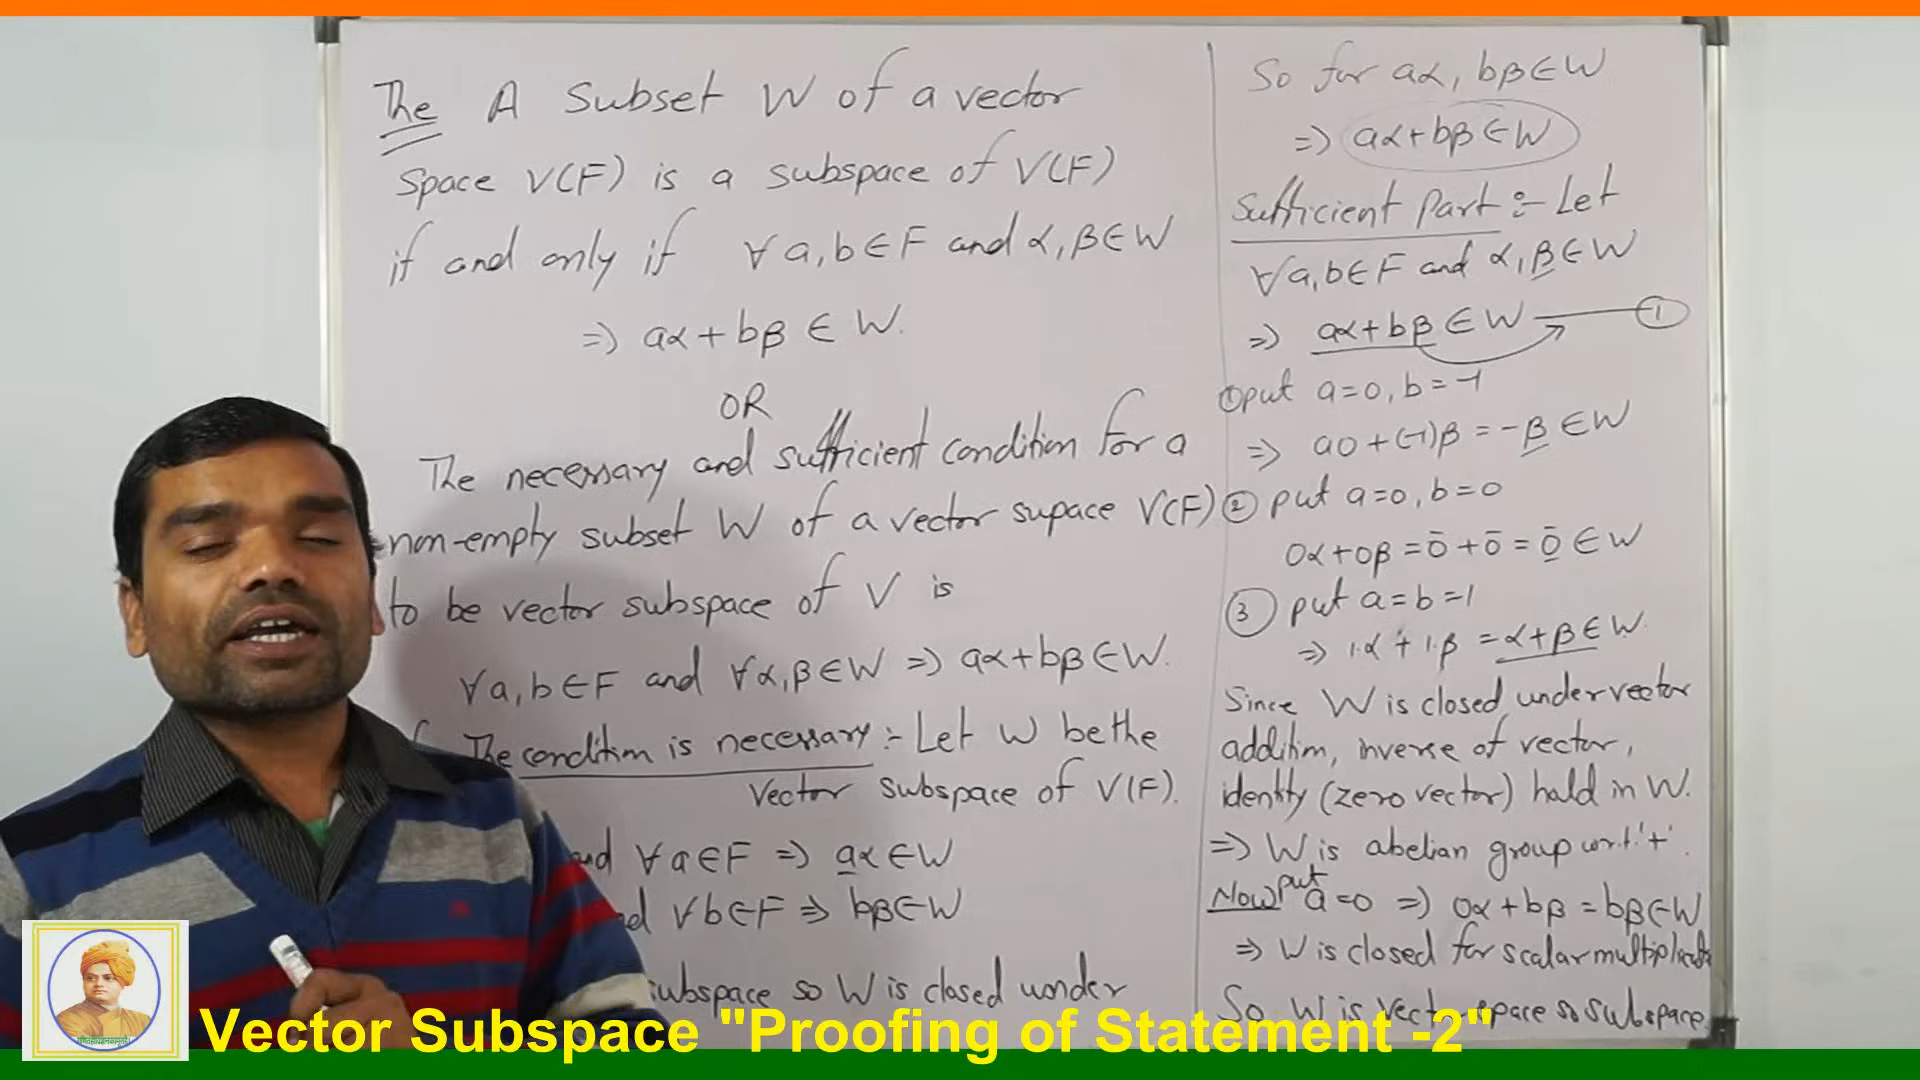 The A Subset W of a vector
Space V(F) is a subspace of V(F)
if and only if ∀ a, b ∈ F and α, β ∈ W
=> aα + bβ ∈ W.
OR
The necessary and sufficient condition for a
non-empty subset W of a vector supace V(F)
to be vector subspace of V is
∀ a, b ∈ F and ∀ α, β ∈ W => aα + bβ ∈ W.
The condition is necessary :- Let W be the
vector subspace of V(F).
and ∀ a ∈ F => aα ∈ W
∀ b ∈ F => bβ ∈ W
subspace so W is closed under
So for aα, bβ ∈ W
=> aα + bβ ∈ W
Sufficient Part :- Let
∀ a, b ∈ F and α, β ∈ W
=> aα + bβ ∈ W — ①
① put a = 0, b = -1
=> a0 + (-1)β = -β ∈ W
② put a = 0, b = 0
0α + 0β = 0̄ + 0̄ = 0̄ ∈ W
③ put a = b = 1
=> 1.α + 1.β = α + β ∈ W.
Since W is closed under vector
addition, inverse of vector,
identity (zero vector) hold in W.
=> W is abelian group w.r.t. '+'.
Now put a = 0 => 0α + bβ = bβ ∈ W
=> W is closed for scalar multiplicatn
So W is vector space so subspace.
Vector Subspace "Proofing of Statement -2"